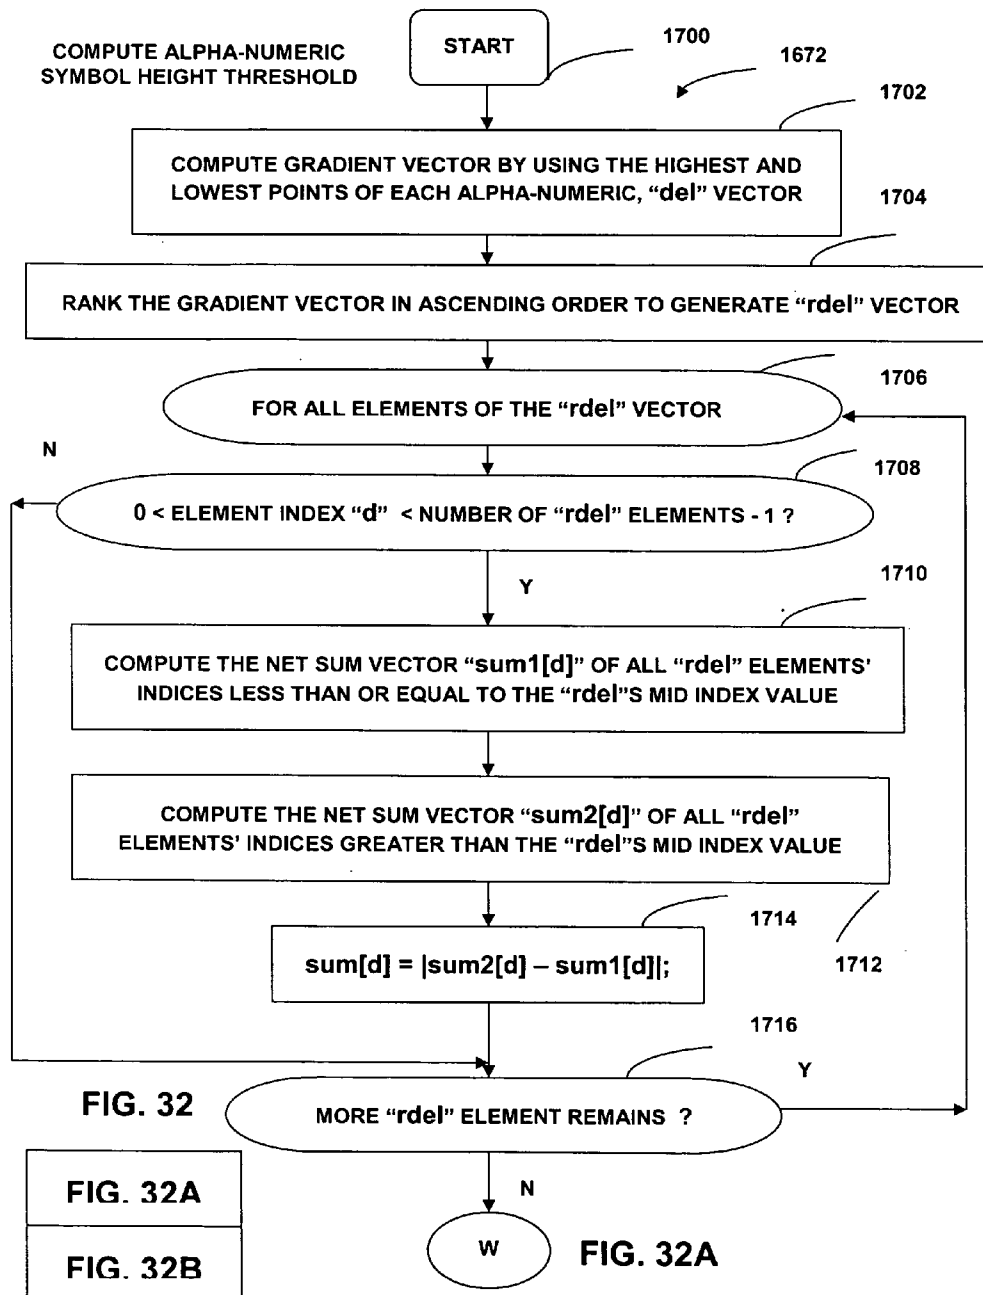 COMPUTE ALPHA-NUMERIC
SYMBOL HEIGHT THRESHOLD
START
1700
1672
1702
COMPUTE GRADIENT VECTOR BY USING THE HIGHEST AND
LOWEST POINTS OF EACH ALPHA-NUMERIC, “del” VECTOR
1704
RANK THE GRADIENT VECTOR IN ASCENDING ORDER TO GENERATE “rdel” VECTOR
1706
FOR ALL ELEMENTS OF THE “rdel” VECTOR
N
1708
0 < ELEMENT INDEX “d” < NUMBER OF “rdel” ELEMENTS - 1 ?
Y
1710
COMPUTE THE NET SUM VECTOR “sum1[d]” OF ALL “rdel” ELEMENTS’
INDICES LESS THAN OR EQUAL TO THE “rdel”S MID INDEX VALUE
COMPUTE THE NET SUM VECTOR “sum2[d]” OF ALL “rdel”
ELEMENTS’ INDICES GREATER THAN THE “rdel”S MID INDEX VALUE
1714
1712
sum[d] = |sum2[d] – sum1[d]|;
1716
Y
FIG. 32
MORE “rdel” ELEMENT REMAINS ?
FIG. 32A
N
FIG. 32B
W
FIG. 32A